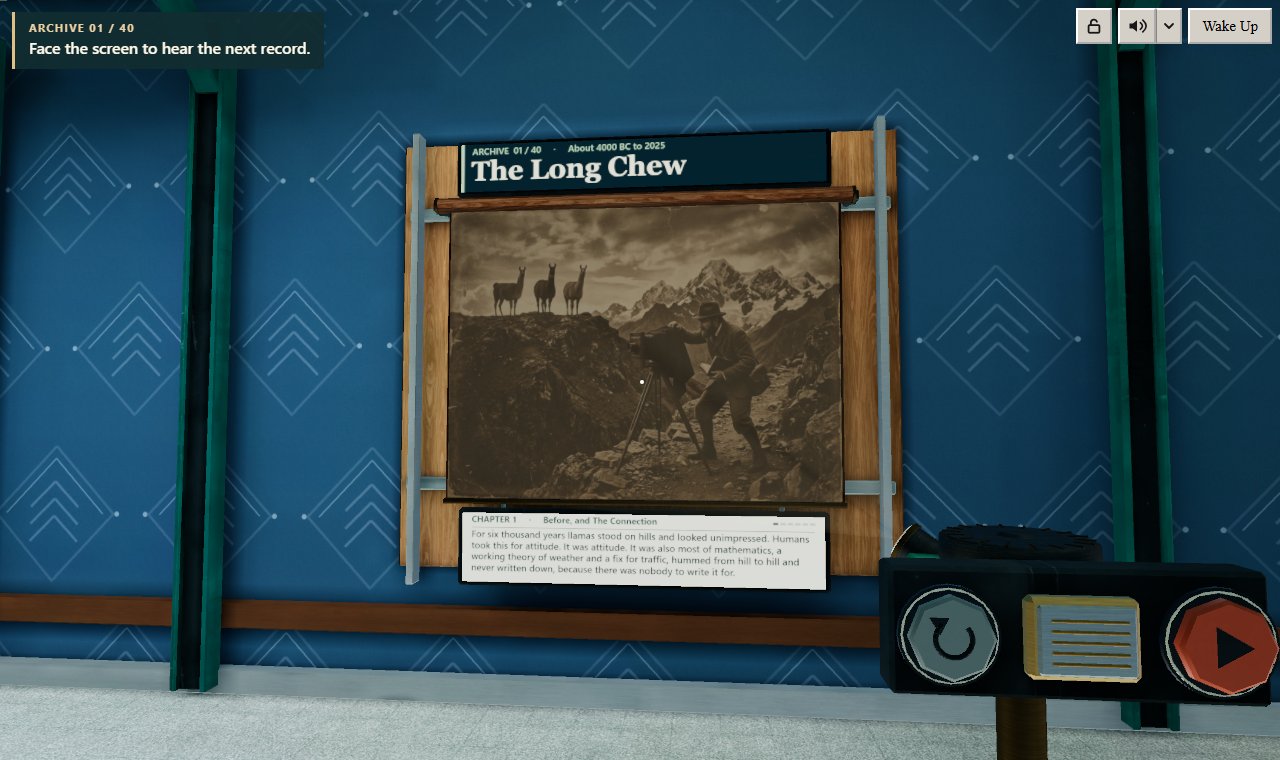 ARCHIVE 01 / 40
Face the screen to hear the next record.
Wake Up
ARCHIVE 01 / 40 · About 4000 BC to 2025
The Long Chew
CHAPTER 1 · Before, and The Connection
For six thousand years llamas stood on hills and looked unimpressed. Humans
took this for attitude. It was attitude. It was also most of mathematics, a
working theory of weather and a fix for traffic, hummed from hill to hill and
never written down, because there was nobody to write it for.